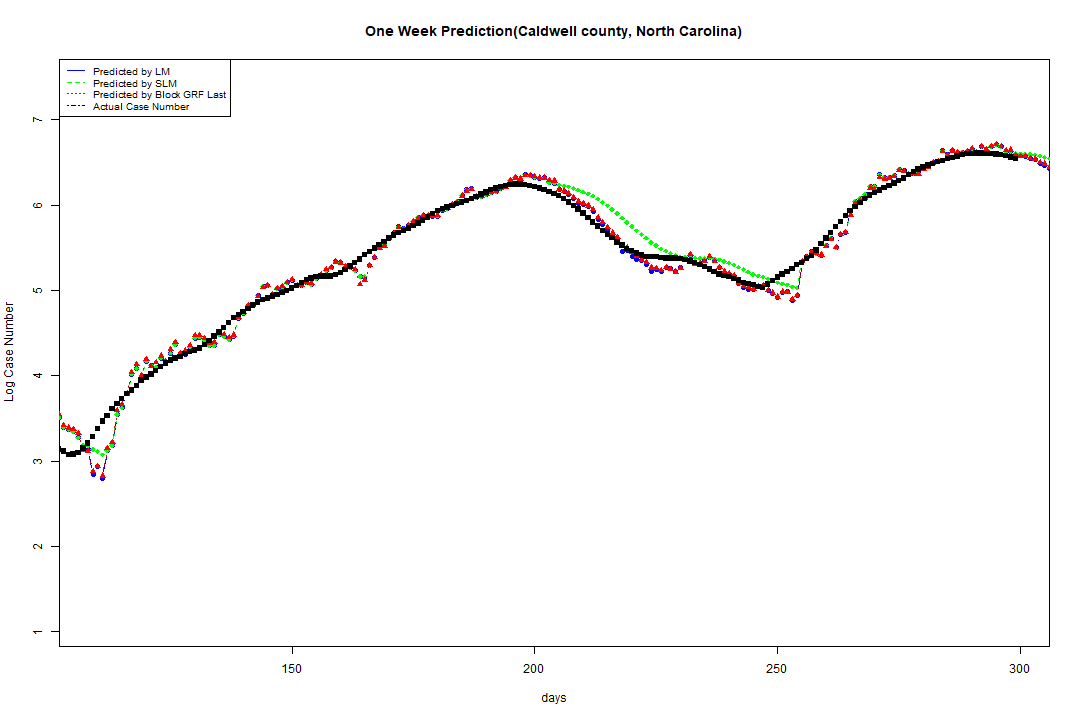 One Week Prediction(Caldwell county, North Carolina)
Predicted by LM
Predicted by SLM
Predicted by Block GRF Last
Actual Case Number
Log Case Number
7
6
5
4
3
2
1
150
200
250
300
days